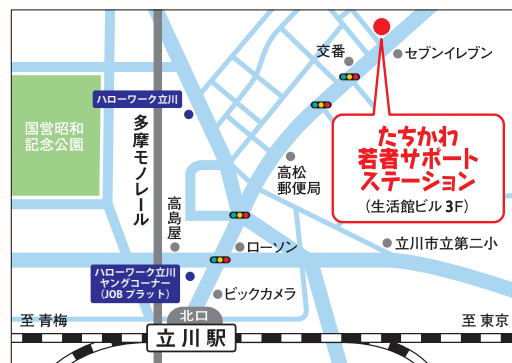 交番
セブンイレブン
ハローワーク立川
国営昭和
記念公園
多摩モノレール
たちかわ
若者サポート
ステーション
(生活館ビル3F)
高松
郵便局
高島屋
ローソン
立川市立第二小
ハローワーク立川
ヤングコーナー
(JOBプラット)
ビックカメラ
北口
至 青梅
立川駅
至 東京